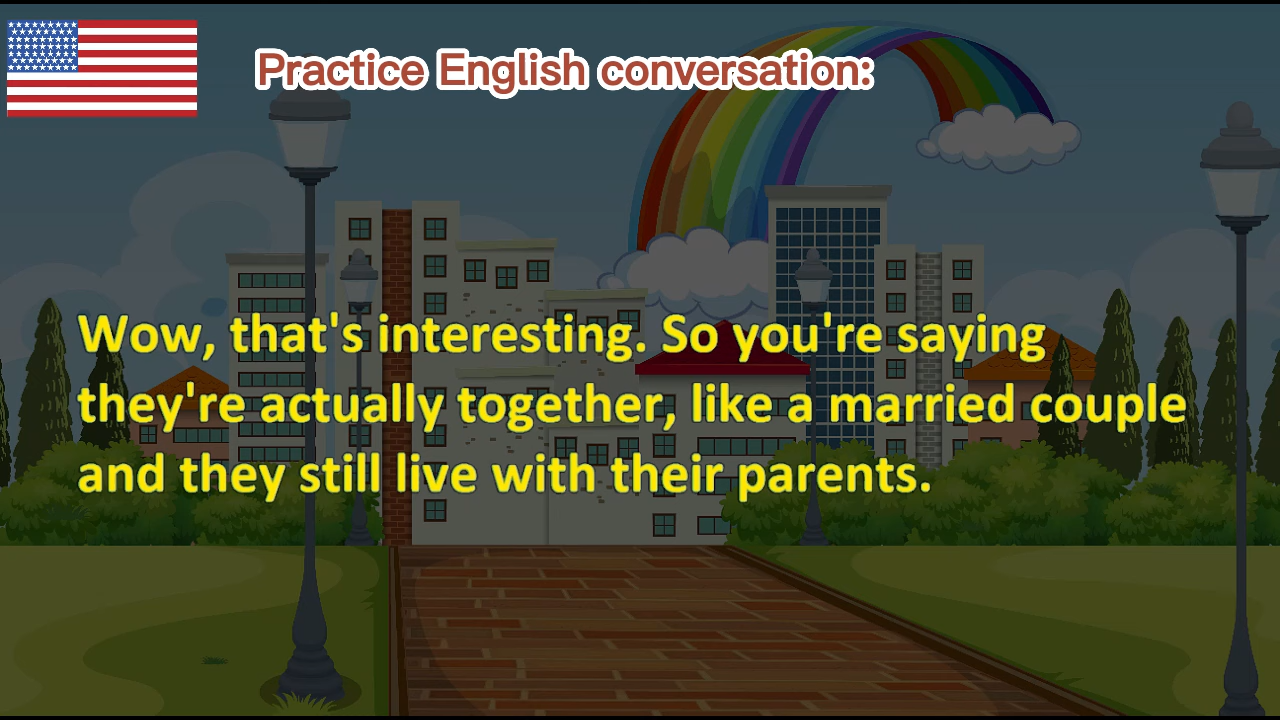 Practice English conversation:
Wow, that's interesting. So you're saying
they're actually together, like a married couple
and they still live with their parents.